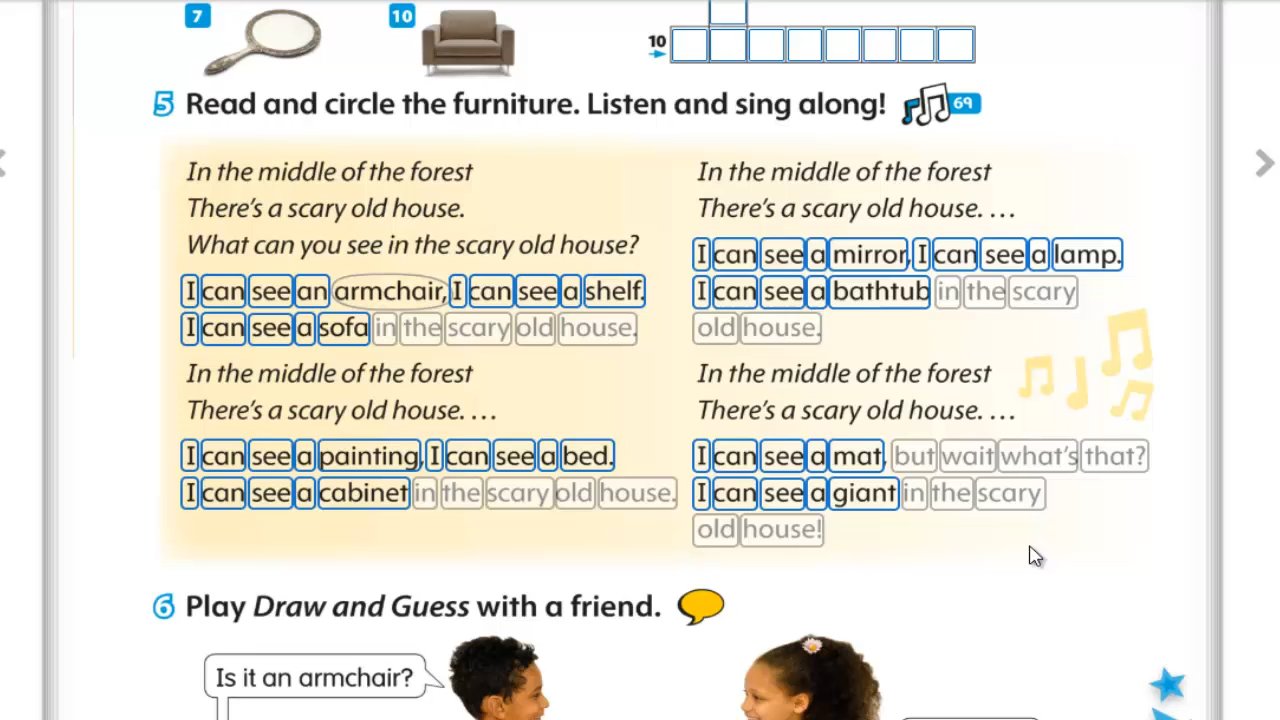 7
10
10
5 Read and circle the furniture. Listen and sing along! 69
In the middle of the forest
There's a scary old house.
What can you see in the scary old house?
I can see an armchair, I can see a shelf.
I can see a sofa in the scary old house.
In the middle of the forest
There's a scary old house. ...
I can see a painting, I can see a bed.
I can see a cabinet in the scary old house.
In the middle of the forest
There's a scary old house. ...
I can see a mirror, I can see a lamp.
I can see a bathtub in the scary
old house.
In the middle of the forest
There's a scary old house. ...
I can see a mat, but wait what's that?
I can see a giant in the scary
old house!
6 Play Draw and Guess with a friend.
Is it an armchair?